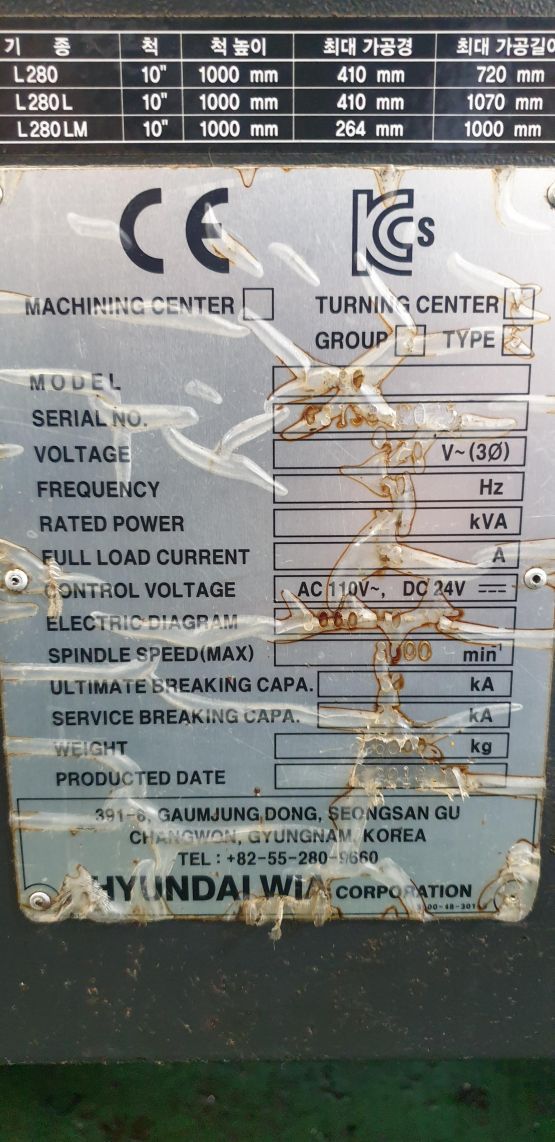 기 종 척 척 높이 최대 가공경 최대 가공길이
L280 10" 1000 mm 410 mm 720 mm
L280L 10" 1000 mm 410 mm 1070 mm
L280LM 10" 1000 mm 264 mm 1000 mm
CE KCs
MACHINING CENTER TURNING CENTER
GROUP TYPE
MODEL
SERIAL NO.
VOLTAGE V~(3Ø)
FREQUENCY Hz
RATED POWER kVA
FULL LOAD CURRENT A
CONTROL VOLTAGE AC 110V~, DC 24V
ELECTRIC DIAGRAM
SPINDLE SPEED(MAX) min⁻¹
ULTIMATE BREAKING CAPA. kA
SERVICE BREAKING CAPA. kA
WEIGHT kg
PRODUCTED DATE
391-8, GAUMJUNG DONG, SEONGSAN GU
CHANGWON, GYUNGNAM, KOREA
TEL : +82-55-280-9660
HYUNDAI WIA CORPORATION